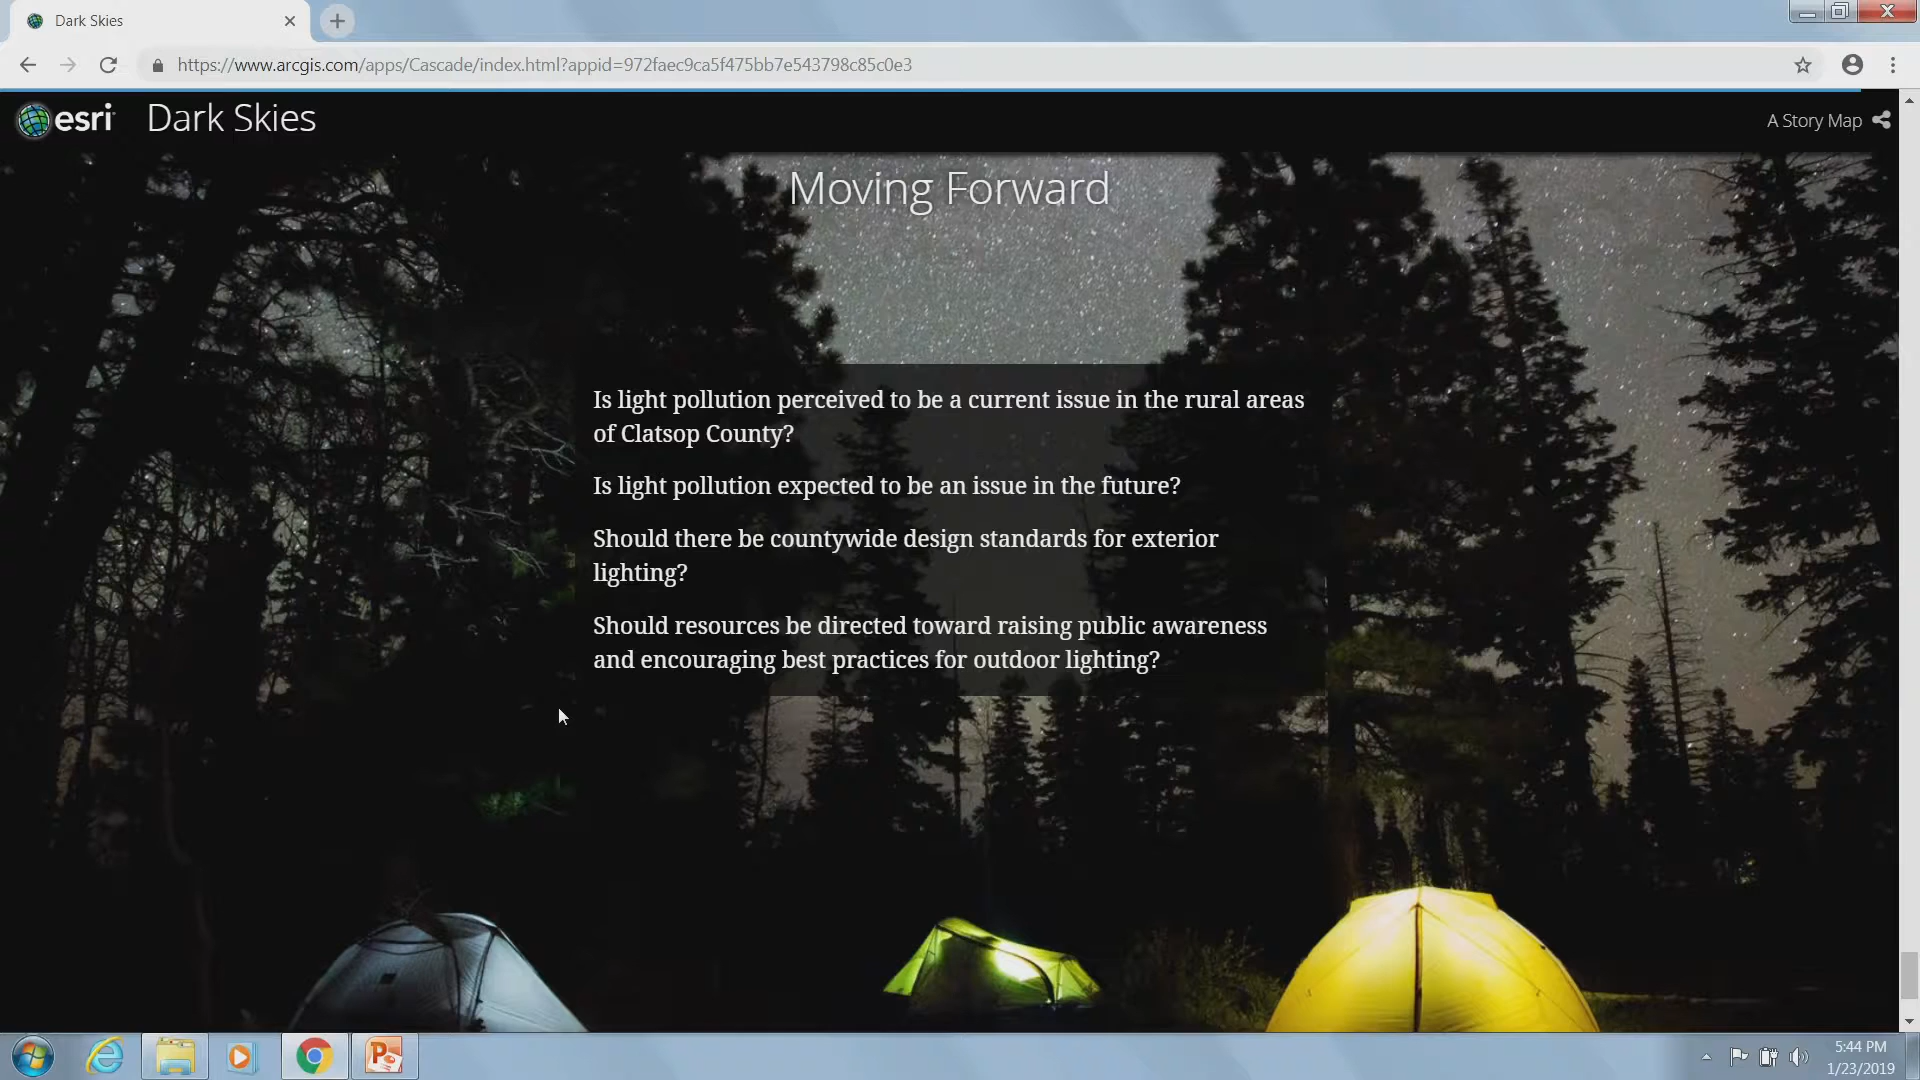 Dark Skies
https://www.arcgis.com/apps/Cascade/index.html?appid=972faec9ca5f475bb7e543798c85c0e3
esri
Dark Skies
A Story Map
Moving Forward
Is light pollution perceived to be a current issue in the rural areas
of Clatsop County?
Is light pollution expected to be an issue in the future?
Should there be countywide design standards for exterior
lighting?
Should resources be directed toward raising public awareness
and encouraging best practices for outdoor lighting?
5:44 PM
1/23/2019